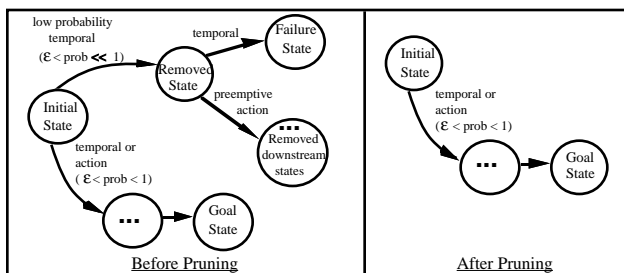 low probability
temporal
(ε < prob << 1)
temporal
Failure
State
Removed
State
preemptive
action
...
Removed
downstream
states
Initial
State
temporal or
action
( ε < prob < 1)
...
Goal
State
Before Pruning
Initial
State
temporal or
action
(ε < prob < 1)
...
Goal
State
After Pruning